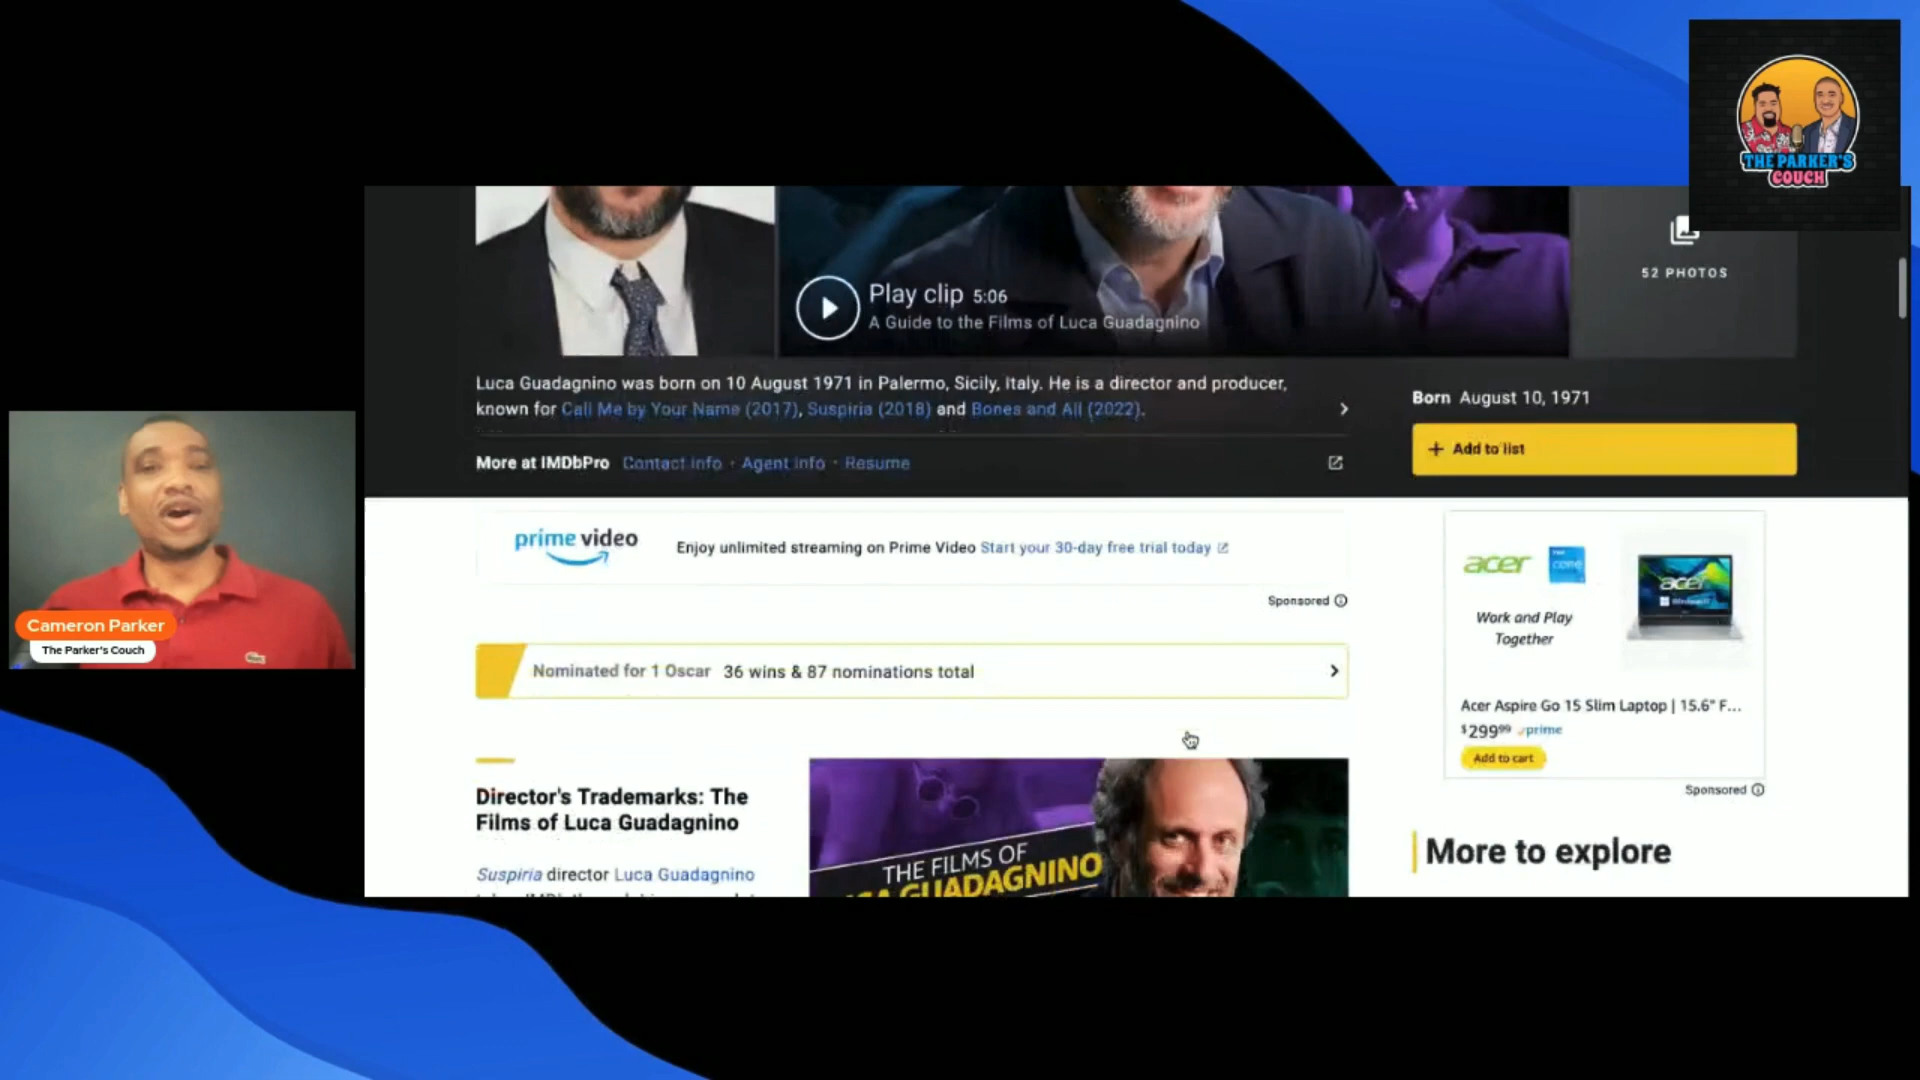 THE PARKER'S
COUCH
52 PHOTOS
Play clip 5:06
A Guide to the Films of Luca Guadagnino
Luca Guadagnino was born on 10 August 1971 in Palermo, Sicily, Italy. He is a director and producer,
known for Call Me by Your Name (2017), Suspiria (2018) and Bones and All (2022).
Born August 10, 1971
+ Add to list
More at IMDbPro Contact info · Agent info · Resume
Cameron Parker
The Parker's Couch
prime video
Enjoy unlimited streaming on Prime Video Start your 30-day free trial today
Sponsored
Nominated for 1 Oscar 36 wins & 87 nominations total
acer
core
acer
Work and Play
Together
Acer Aspire Go 15 Slim Laptop | 15.6" F...
$299.99 prime
Add to cart
Sponsored
Director's Trademarks: The
Films of Luca Guadagnino
Suspiria director Luca Guadagnino
THE FILMS OF
GUADAGNINO
More to explore